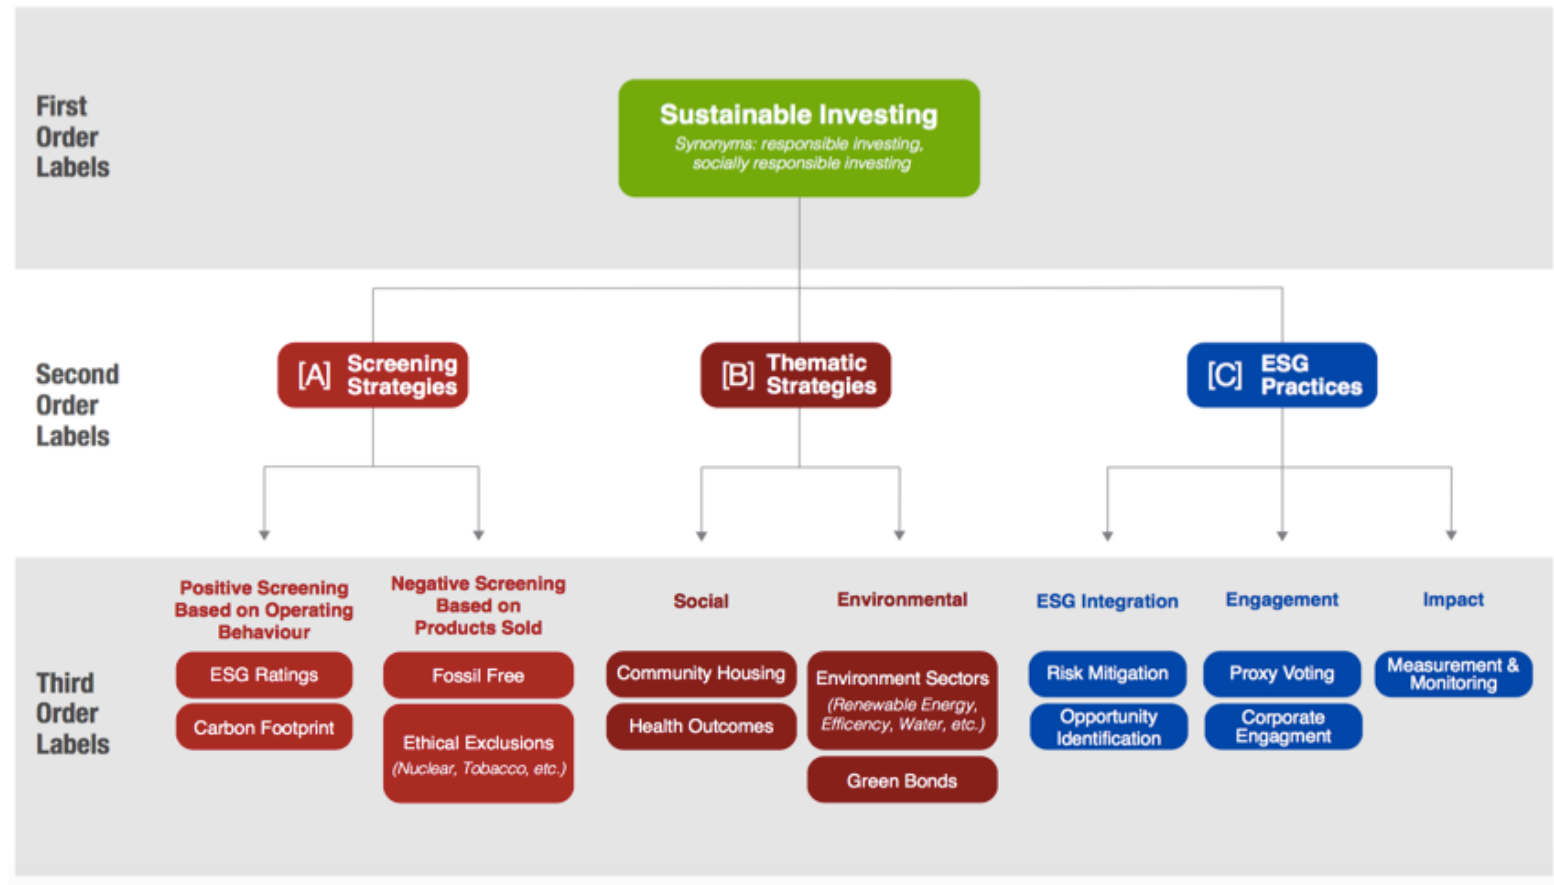 First
Order
Labels
Sustainable Investing
Synonyms: responsible investing,
socially responsible investing
Second
Order
Labels
[A] Screening
Strategies
[B] Thematic
Strategies
[C] ESG
Practices
Third
Order
Labels
Positive Screening
Based on Operating
Behaviour
ESG Ratings
Carbon Footprint
Negative Screening
Based on
Products Sold
Fossil Free
Ethical Exclusions
(Nuclear, Tobacco, etc.)
Social
Community Housing
Health Outcomes
Environmental
Environment Sectors
(Renewable Energy,
Efficency, Water, etc.)
Green Bonds
ESG Integration
Risk Mitigation
Opportunity
Identification
Engagement
Proxy Voting
Corporate
Engagment
Impact
Measurement &
Monitoring